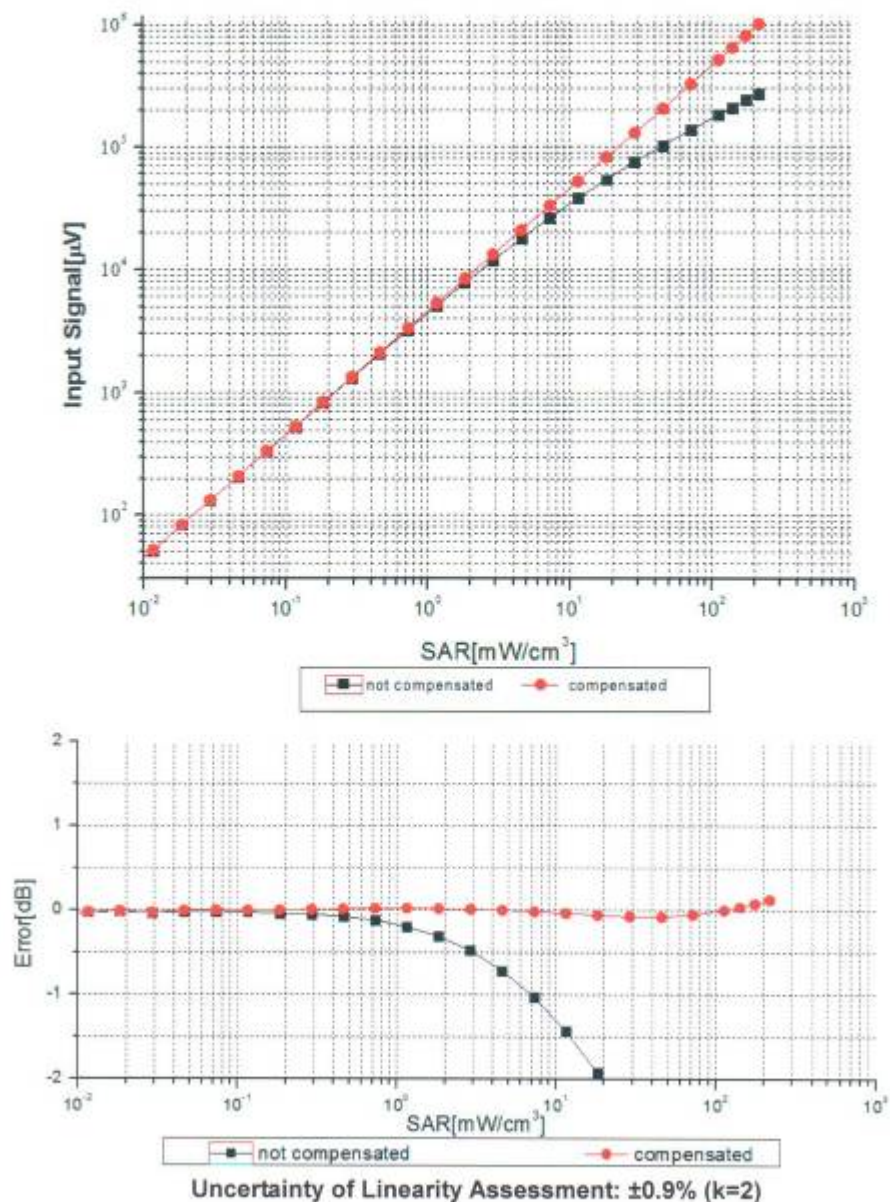 10⁶
10⁵
10⁴
10³
10²
Input Signal[µV]
10⁻² 10⁻¹ 10⁰ 10¹ 10² 10³
SAR[mW/cm³]
not compensated compensated
2
1
0
-1
-2
Error[dB]
10⁻² 10⁻¹ 10⁰ 10¹ 10² 10³
SAR[mW/cm³]
not compensated compensated
Uncertainty of Linearity Assessment: ±0.9% (k=2)